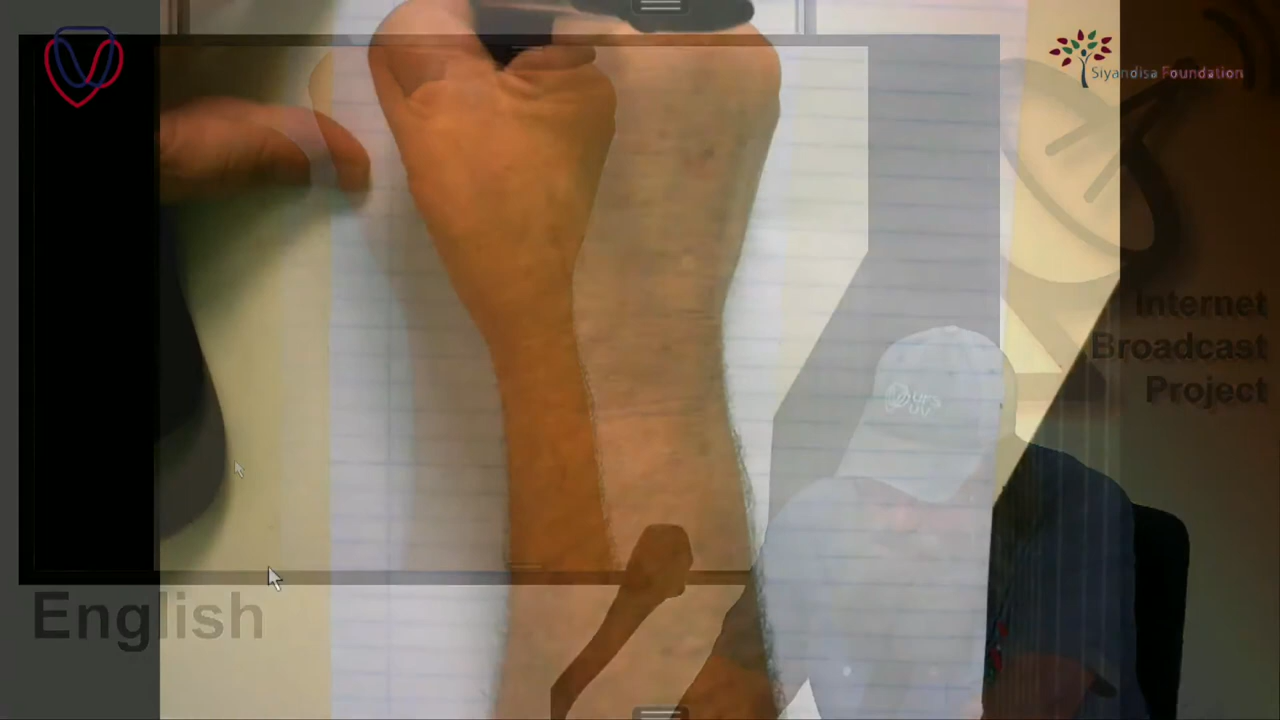 Siyandisa Foundation
Internet
Broadcast
Project
English